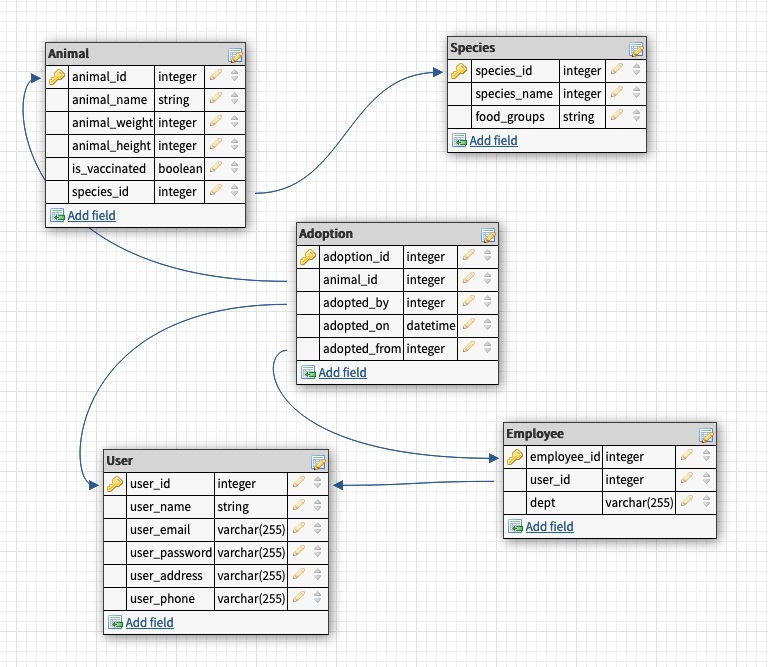 Animal
animal_id integer
animal_name string
animal_weight integer
animal_height integer
is_vaccinated boolean
species_id integer
Add field
Species
species_id integer
species_name integer
food_groups string
Add field
Adoption
adoption_id integer
animal_id integer
adopted_by integer
adopted_on datetime
adopted_from integer
Add field
User
user_id integer
user_name string
user_email varchar(255)
user_password varchar(255)
user_address varchar(255)
user_phone varchar(255)
Add field
Employee
employee_id integer
user_id integer
dept varchar(255)
Add field